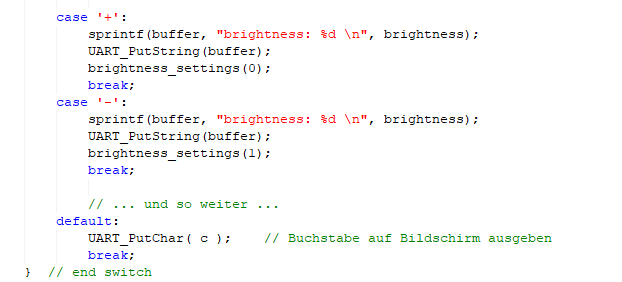 case '+':
sprintf(buffer, "brightness: %d \n", brightness);
UART_PutString(buffer);
brightness_settings(0);
break;
case '-':
sprintf(buffer, "brightness: %d \n", brightness);
UART_PutString(buffer);
brightness_settings(1);
break;
// ... und so weiter ...
default:
UART_PutChar( c );    // Buchstabe auf Bildschirm ausgeben
break;
}  // end switch